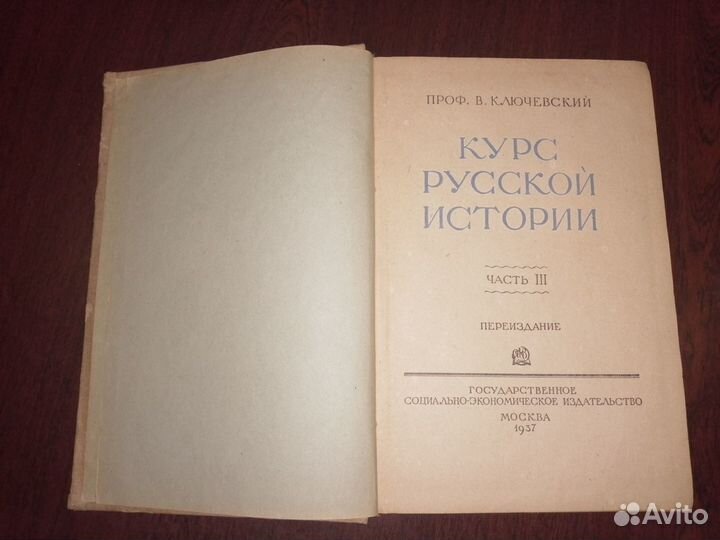 ПРОФ. В. КЛЮЧЕВСКИЙ
КУРС
РУССКОЙ
ИСТОРИИ
ЧАСТЬ III
ПЕРЕИЗДАНИЕ
ГОСУДАРСТВЕННОЕ
СОЦИАЛЬНО-ЭКОНОМИЧЕСКОЕ ИЗДАТЕЛЬСТВО
МОСКВА
1937
Avito